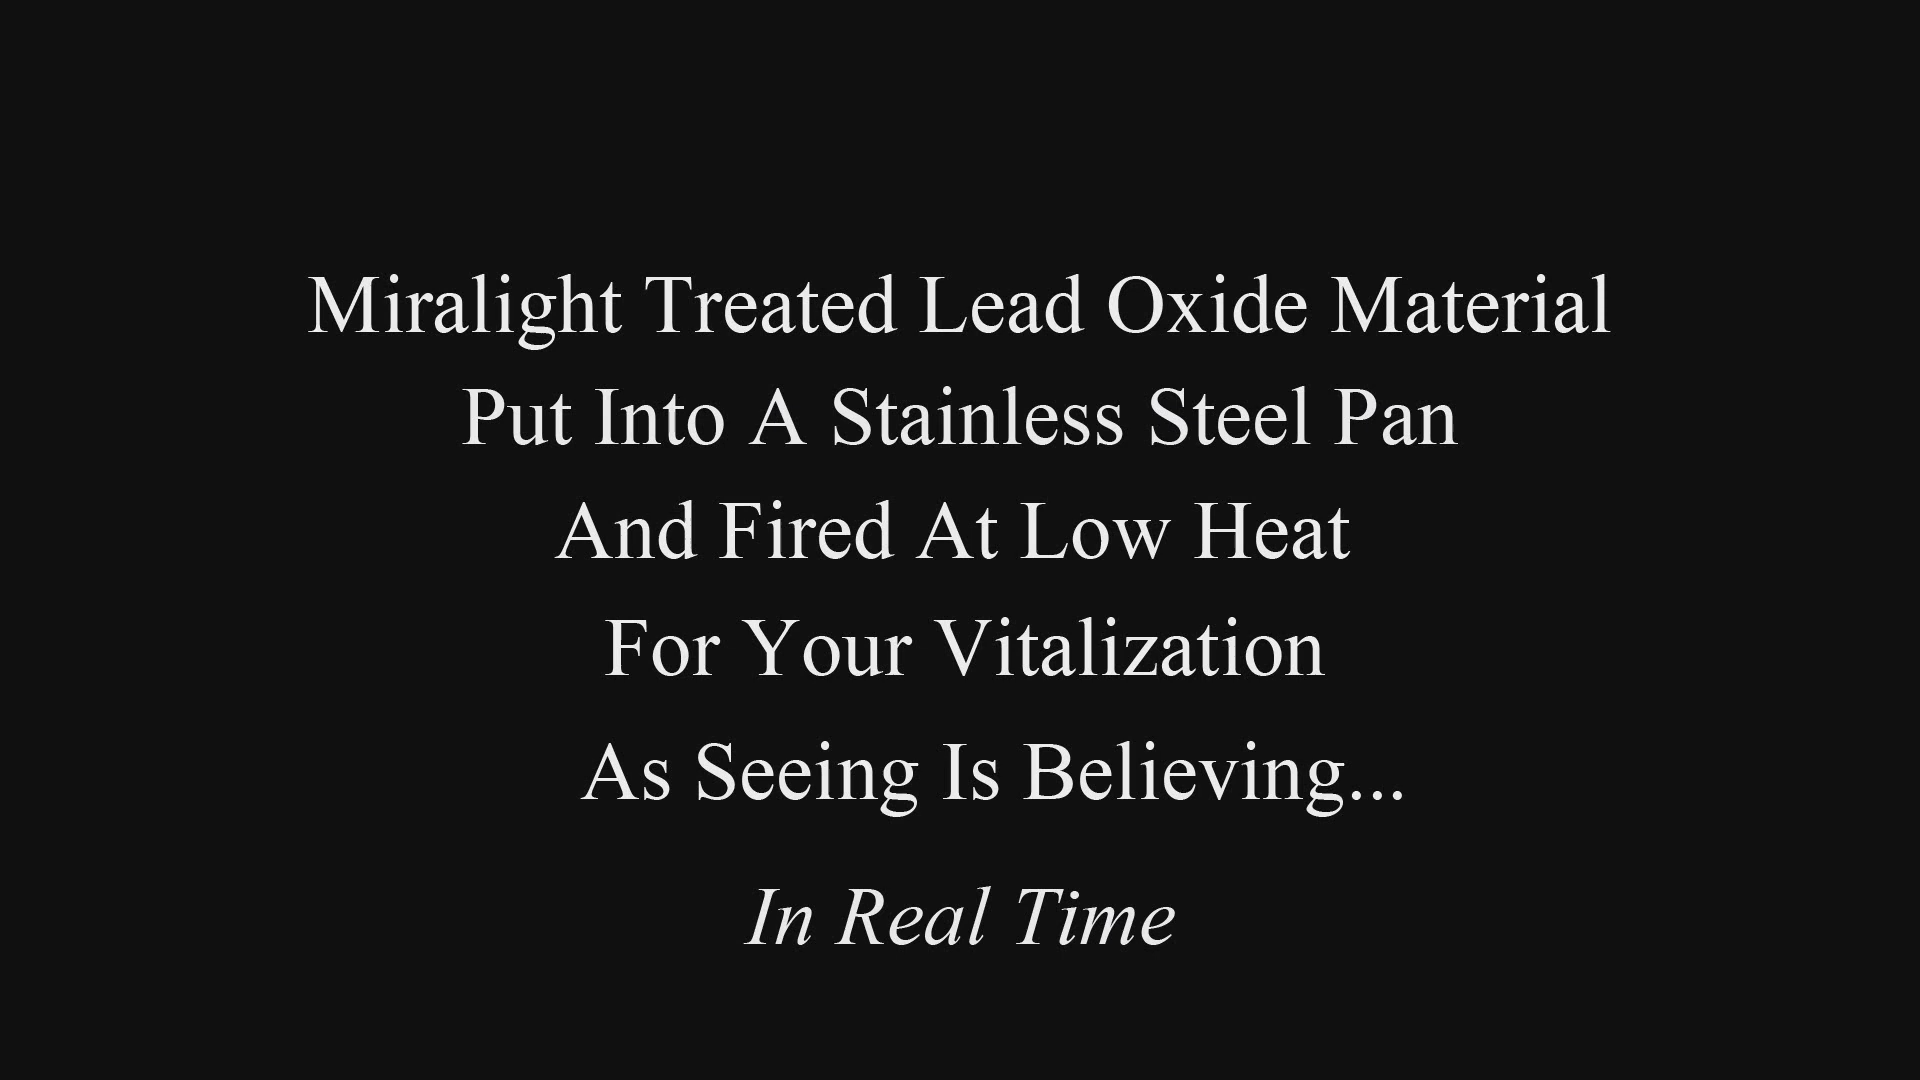 Miralight Treated Lead Oxide Material
Put Into A Stainless Steel Pan
And Fired At Low Heat
For Your Vitalization
As Seeing Is Believing...
In Real Time